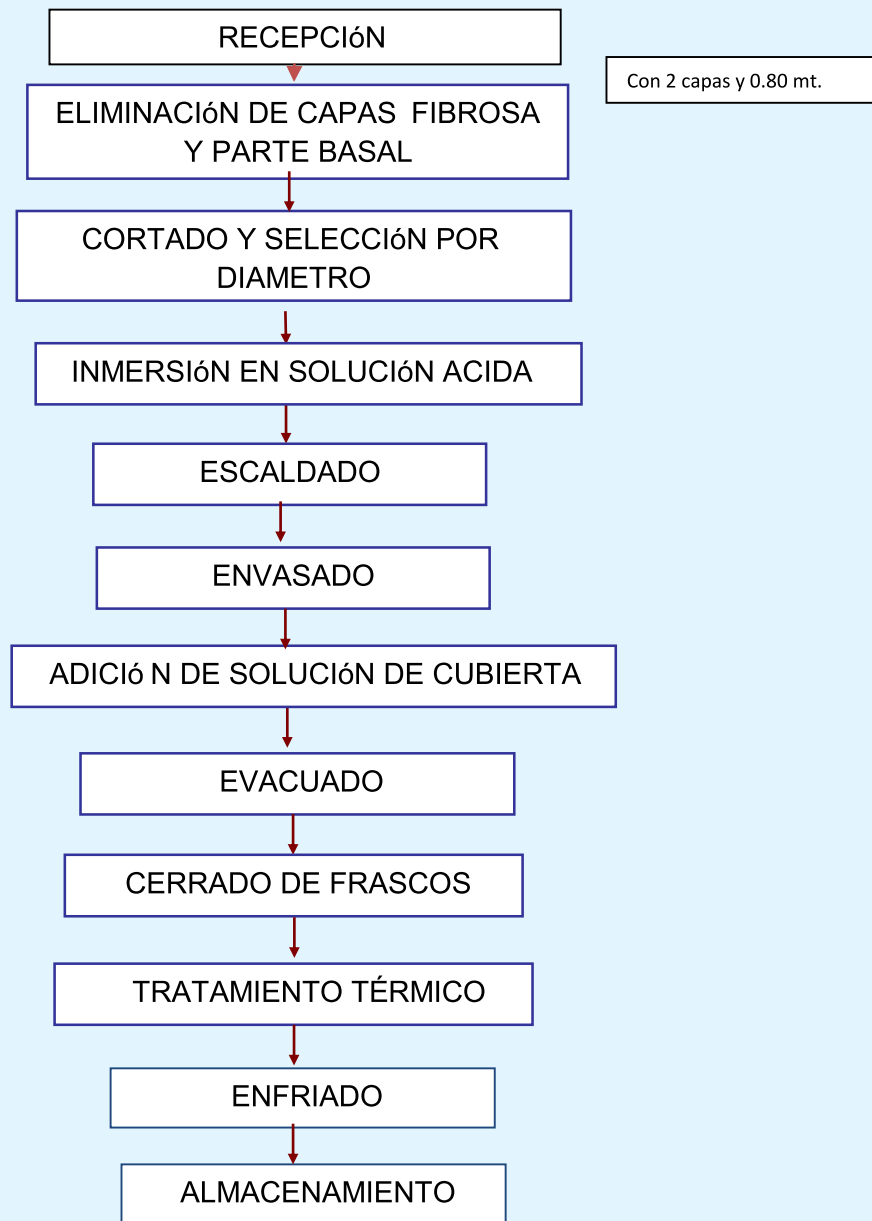 RECEPCIóN
Con 2 capas y 0.80 mt.
ELIMINACIóN DE CAPAS FIBROSA
Y PARTE BASAL
CORTADO Y SELECCIóN POR
DIAMETRO
INMERSIóN EN SOLUCIóN ACIDA
ESCALDADO
ENVASADO
ADICIó N DE SOLUCIóN DE CUBIERTA
EVACUADO
CERRADO DE FRASCOS
TRATAMIENTO TÉRMICO
ENFRIADO
ALMACENAMIENTO